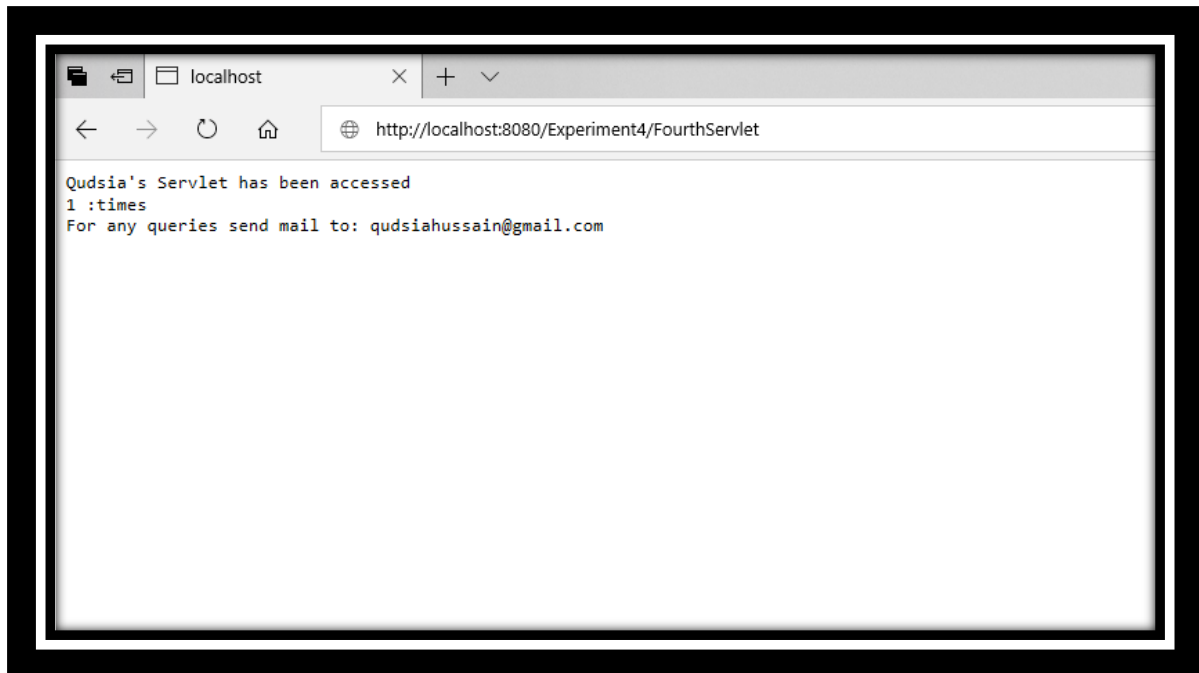 localhost
http://localhost:8080/Experiment4/FourthServlet
Qudsia's Servlet has been accessed
1 :times
For any queries send mail to: qudsiahussain@gmail.com